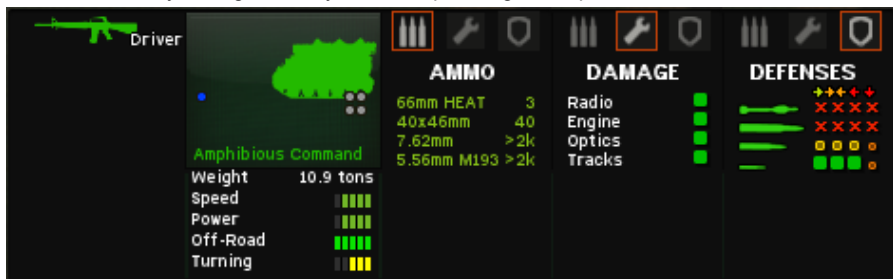 Driver
Amphibious Command
Weight 10.9 tons
Speed
Power
Off-Road
Turning
AMMO
66mm HEAT 3
40x46mm 40
7.62mm >2k
5.56mm M193 >2k
DAMAGE
Radio
Engine
Optics
Tracks
DEFENSES